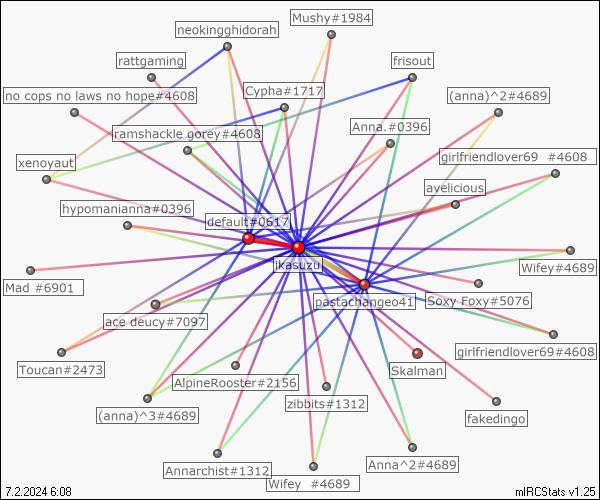 Mushy#1984
neokingghidorah
rattgaming
frisout
no cops no laws no hope#4608
Cypha#1717
(anna)^2#4689
ramshackle gorey#4608
Anna.#0396
xenoyaut
girlfriendlover69 #4608
avelicious
hypomanianna#0396
default#0617
ikasuzu
Wifey#4689
Mad #6901
pastachangeo41
Soxy Foxy#5076
ace deucy#7097
girlfriendlover69#4608
Toucan#2473
Skalman
AlpineRooster#2156
zibbits#1312
(anna)^3#4689
fakedingo
Annarchist#1312
Anna^2#4689
Wifey #4689
7.2.2024 6:08
mIRCStats v1.25